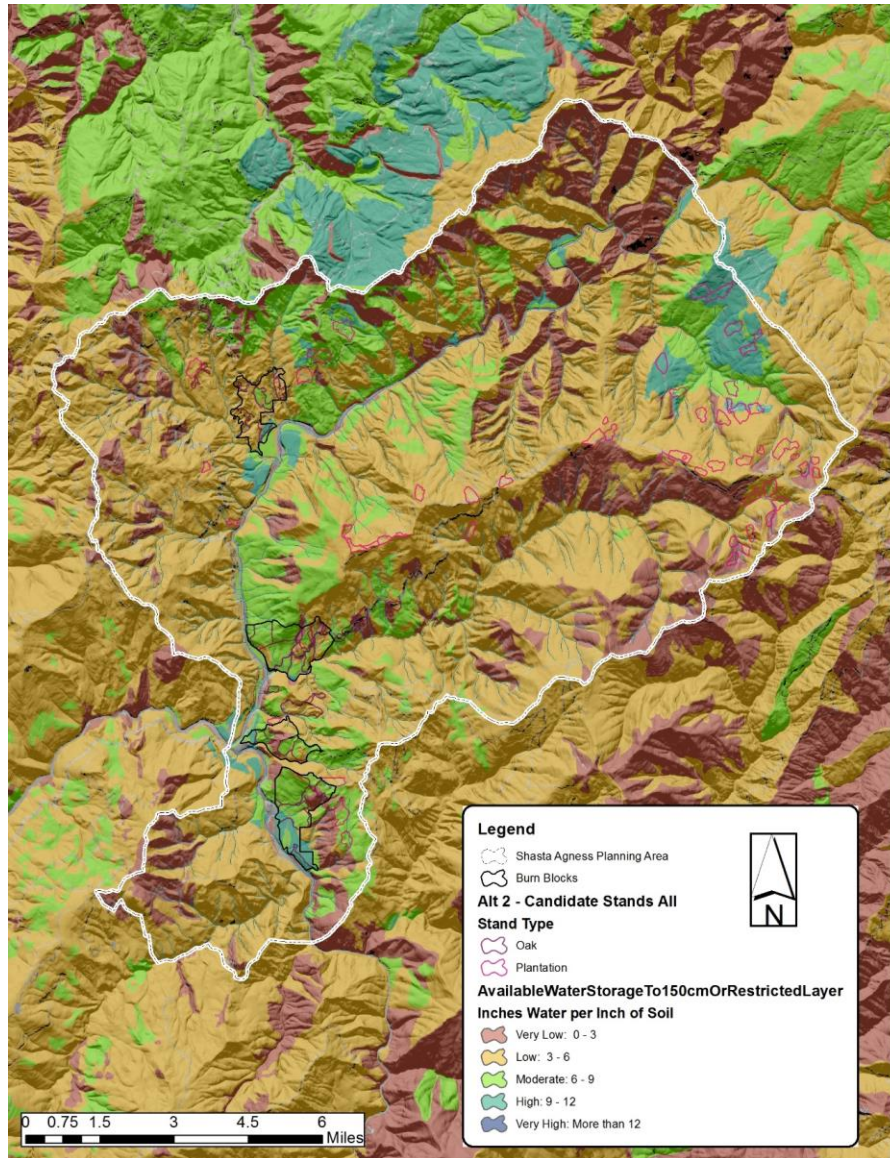 Legend
Shasta Agness Planning Area
Burn Blocks
Alt 2 - Candidate Stands All
Stand Type
Oak
Plantation
AvailableWaterStorageTo150cmOrRestrictedLayer
Inches Water per Inch of Soil
Very Low: 0 - 3
Low: 3 - 6
Moderate: 6 - 9
High: 9 - 12
Very High: More than 12
N
0 0.75 1.5 3 4.5 6
Miles